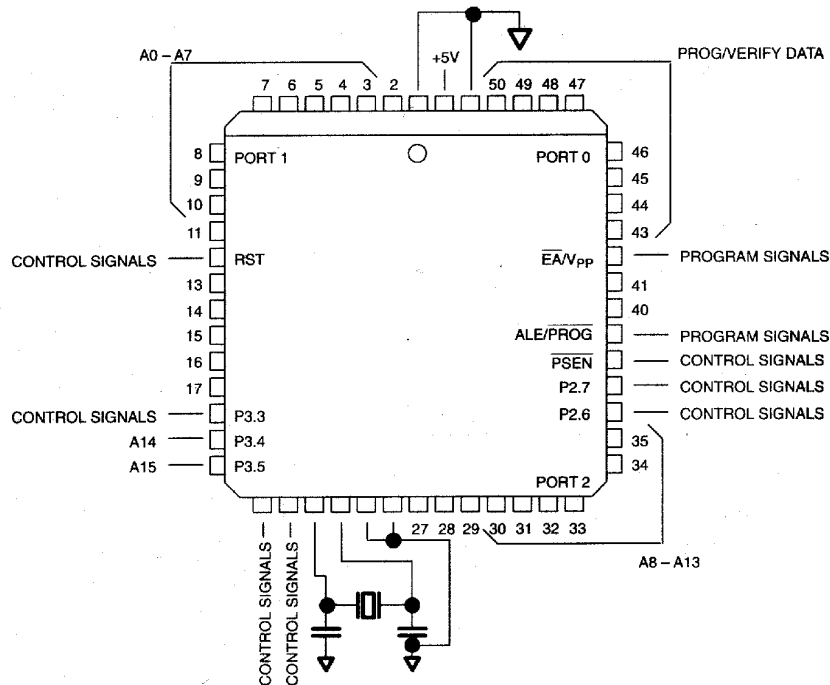 A0 – A7
+5V
PROG/VERIFY DATA
7 6 5 4 3 2 50 49 48 47
8 PORT 1 PORT 0 46
9 45
10 44
11 43
CONTROL SIGNALS RST E̅A̅/VPP PROGRAM SIGNALS
13 41
14 40
15 ALE/P̅R̅O̅G̅ PROGRAM SIGNALS
16 P̅S̅E̅N̅ CONTROL SIGNALS
17 P2.7 CONTROL SIGNALS
CONTROL SIGNALS P3.3 P2.6 CONTROL SIGNALS
A14 P3.4 35
A15 P3.5 34
PORT 2
27 28 29 30 31 32 33
A8 – A13
CONTROL SIGNALS
CONTROL SIGNALS